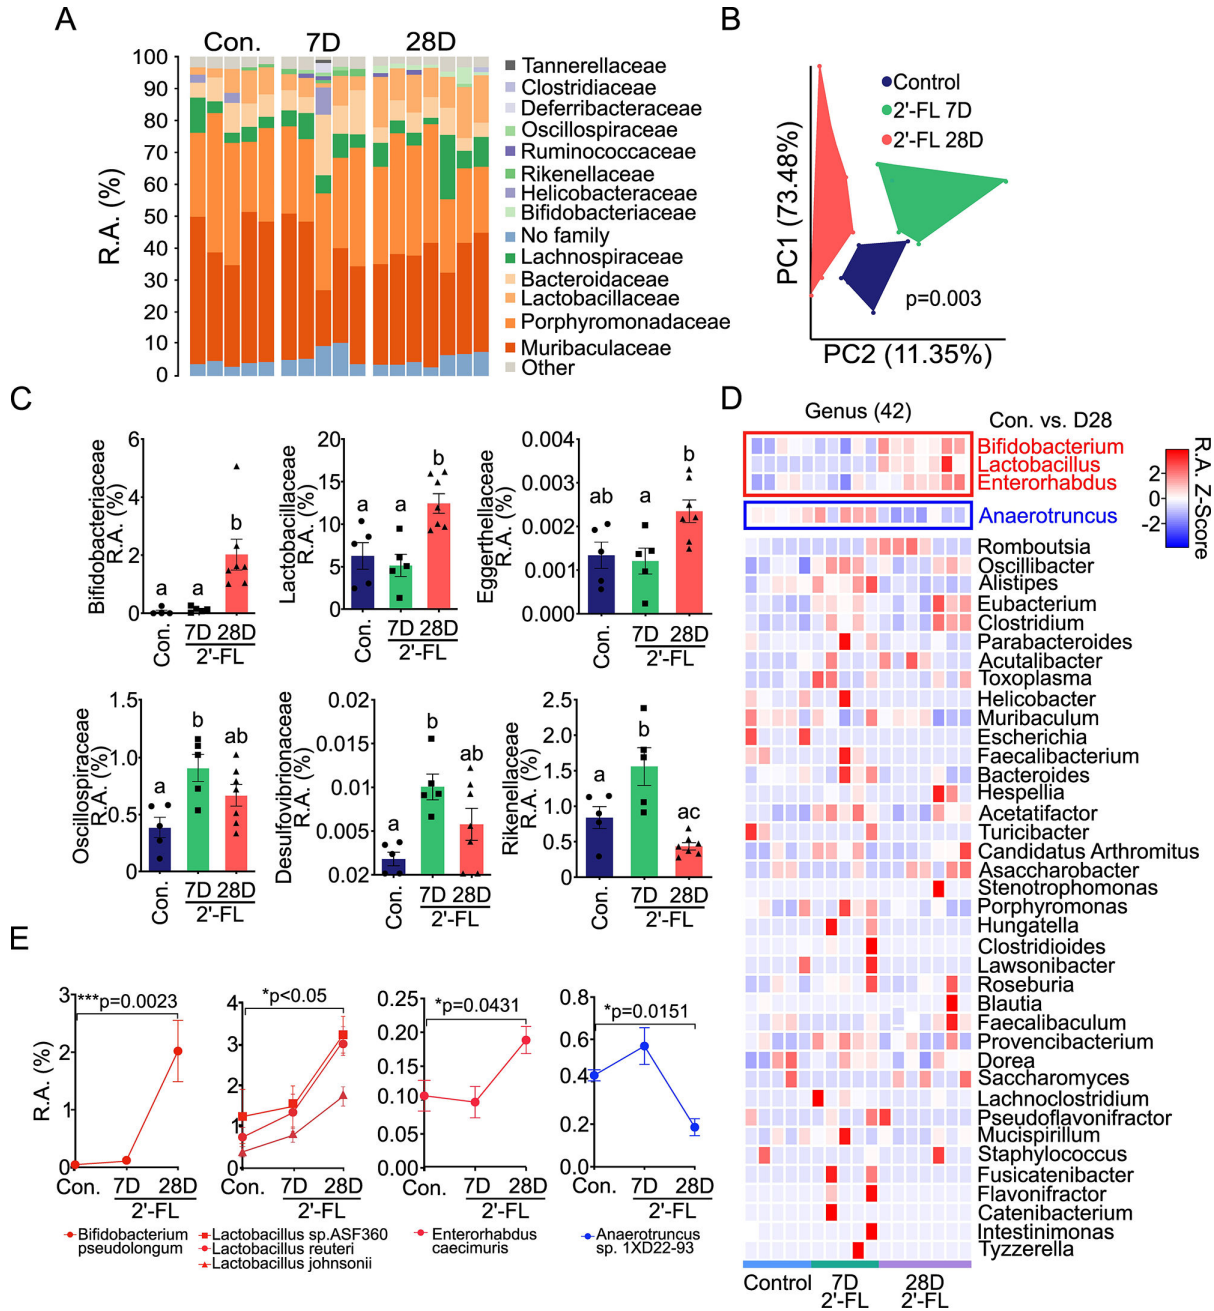 A
Con.
7D
28D
R.A. (%)
100
90
80
70
60
50
40
30
20
10
0
Tannerellaceae
Clostridiaceae
Deferribacteraceae
Oscillospiraceae
Ruminococcaceae
Rikenellaceae
Helicobacteraceae
Bifidobacteriaceae
No family
Lachnospiraceae
Bacteroidaceae
Lactobacillaceae
Porphyromonadaceae
Muribaculaceae
Other
B
Control
2'-FL 7D
2'-FL 28D
PC1 (73.48%)
p=0.003
PC2 (11.35%)
C
Bifidobacteriaceae
R.A. (%)
6
4
2
0
a
a
b
Con.
7D 28D
2'-FL
Lactobacillaceae
R.A. (%)
20
15
10
5
0
a
a
b
Con.
7D 28D
2'-FL
Eggerthellaceae
R.A. (%)
0.004
0.003
0.002
0.001
0.000
ab
a
b
Con.
7D 28D
2'-FL
Oscillospiraceae
R.A. (%)
1.5
1.0
0.5
0
a
b
ab
Con.
7D 28D
2'-FL
Desulfovibrionaceae
R.A. (%)
0.02
0.015
0.010
0.005
0.02
a
b
ab
Con.
7D 28D
2'-FL
Rikenellaceae
R.A. (%)
2.5
2.0
1.5
1.0
0.5
0
a
b
ac
Con.
7D 28D
2'-FL
D
Genus (42)
Con. vs. D28
Bifidobacterium
Lactobacillus
Enterorhabdus
Anaerotruncus
2
0
-2
R.A. Z-Score
Romboutsia
Oscillibacter
Alistipes
Eubacterium
Clostridium
Parabacteroides
Acutalibacter
Toxoplasma
Helicobacter
Muribaculum
Escherichia
Faecalibacterium
Bacteroides
Hespellia
Acetatifactor
Turicibacter
Candidatus Arthromitus
Asaccharobacter
Stenotrophomonas
Porphyromonas
Hungatella
Clostridioides
Lawsonibacter
Roseburia
Blautia
Faecalibaculum
Provencibacterium
Dorea
Saccharomyces
Lachnoclostridium
Pseudoflavonifractor
Mucispirillum
Staphylococcus
Fusicatenibacter
Flavonifractor
Catenibacterium
Intestinimonas
Tyzzerella
Control
7D
2'-FL
28D
2'-FL
E
R.A. (%)
3
2
1
0
***p=0.0023
Con.
7D 28D
2'-FL
Bifidobacterium
pseudolongum
4
3
2
1
0
*p<0.05
Con.
7D 28D
2'-FL
Lactobacillus sp.ASF360
Lactobacillus reuteri
Lactobacillus johnsonii
0.25
0.20
0.15
0.10
0.05
0.00
*p=0.0431
Con.
7D 28D
2'-FL
Enterorhabdus
caecimuris
0.8
0.6
0.4
0.2
0.0
*p=0.0151
Con.
7D 28D
2'-FL
Anaerotruncus
sp. 1XD22-93